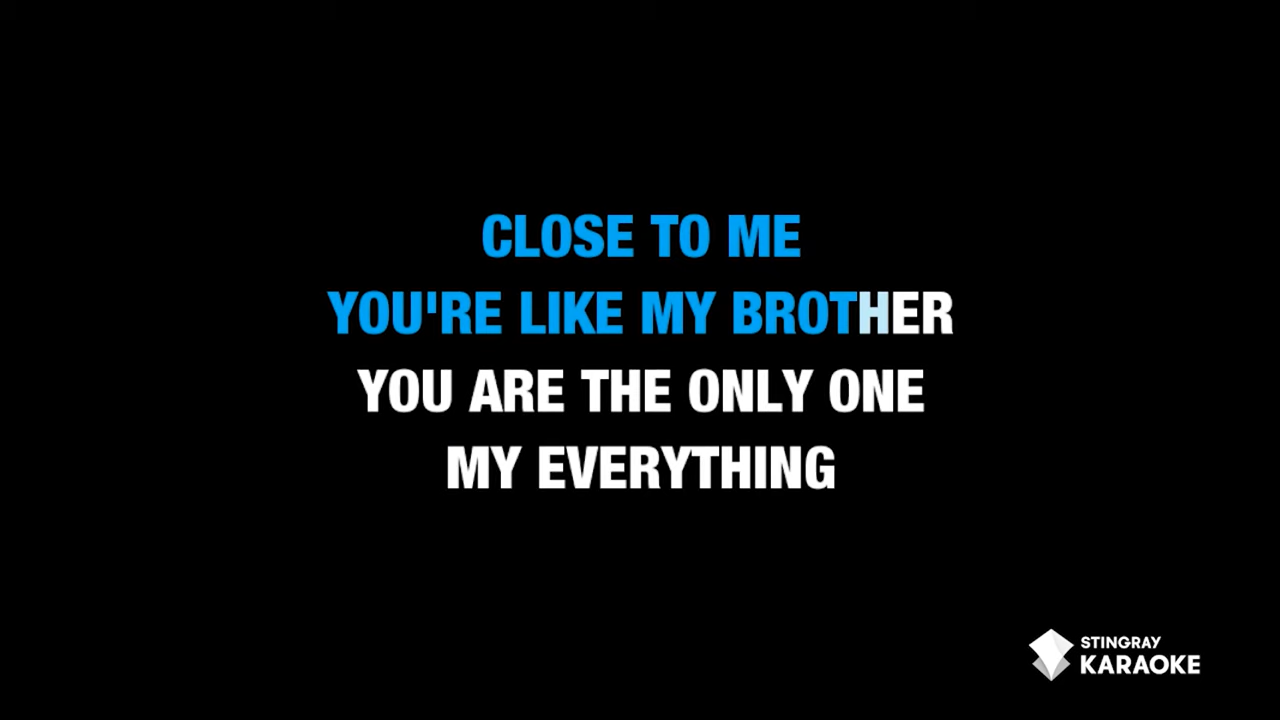 CLOSE TO ME
YOU'RE LIKE MY BROTHER
YOU ARE THE ONLY ONE
MY EVERYTHING
STINGRAY
KARAOKE